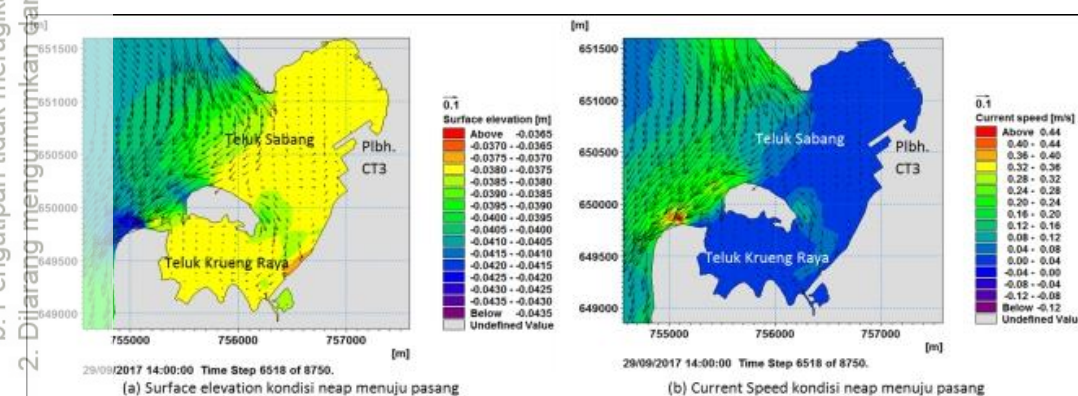 b. Pengutipan tidak merugik
2. Dilarang mengumumkan dan
[m]
651500
651000
650500
650000
649500
649000
Teluk Sabang
Plbh.
CT3
Teluk Krueng Raya
755000 756000 757000
[m]
0.1
Surface elevation [m]
Above -0.0365
-0.0370 - -0.0365
-0.0375 - -0.0370
-0.0380 - -0.0375
-0.0385 - -0.0380
-0.0390 - -0.0385
-0.0395 - -0.0390
-0.0400 - -0.0395
-0.0405 - -0.0400
-0.0410 - -0.0405
-0.0415 - -0.0410
-0.0420 - -0.0415
-0.0425 - -0.0420
-0.0430 - -0.0425
-0.0435 - -0.0430
Below -0.0435
Undefined Value
29/09/2017 14:00:00 Time Step 6518 of 8750.
(a) Surface elevation kondisi neap menuju pasang
[m]
651500
651000
650500
650000
649500
649000
Teluk Sabang
Plbh.
CT3
Teluk Krueng Raya
755000 756000 757000
[m]
0.1
Current speed [m/s]
Above 0.44
0.40 - 0.44
0.36 - 0.40
0.32 - 0.36
0.28 - 0.32
0.24 - 0.28
0.20 - 0.24
0.16 - 0.20
0.12 - 0.16
0.08 - 0.12
0.04 - 0.08
0.00 - 0.04
-0.04 - 0.00
-0.08 - -0.04
-0.12 - -0.08
Below -0.12
Undefined Valu
29/09/2017 14:00:00 Time Step 6518 of 8750.
(b) Current Speed kondisi neap menuju pasang